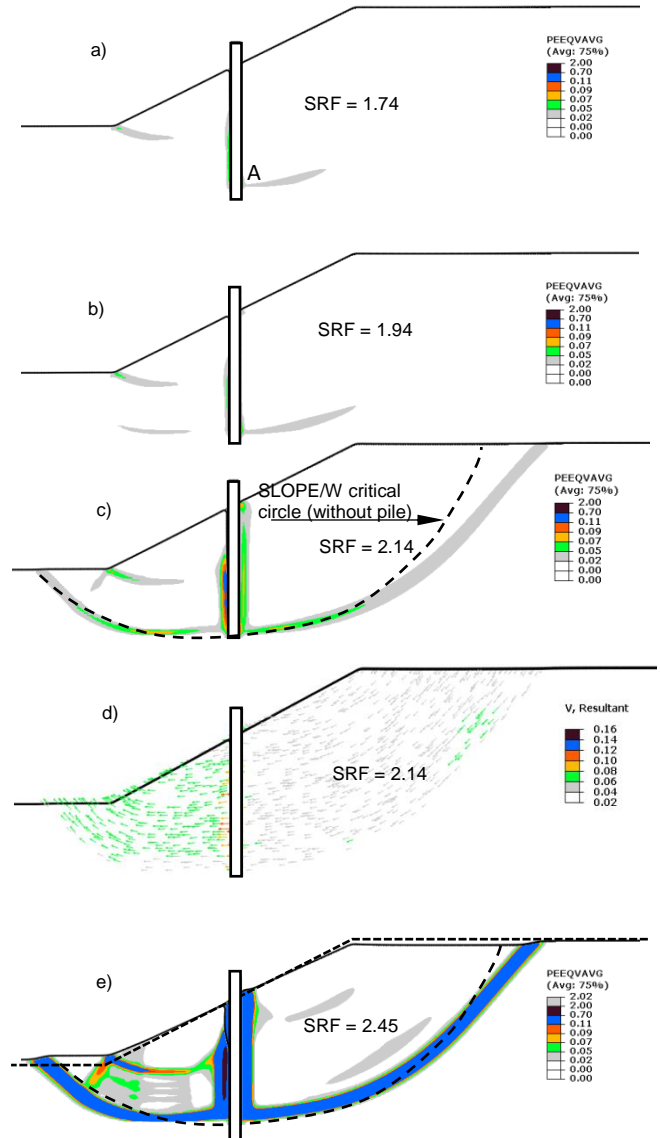 a)
SRF = 1.74
A
PEEQVAVG
(Avg: 75%)
2.00
0.70
0.11
0.09
0.07
0.05
0.02
0.00
0.00
b)
SRF = 1.94
PEEQVAVG
(Avg: 75%)
2.00
0.70
0.11
0.09
0.07
0.05
0.02
0.00
0.00
c)
SLOPE/W critical
circle (without pile)
SRF = 2.14
PEEQVAVG
(Avg: 75%)
2.00
0.70
0.11
0.09
0.07
0.05
0.02
0.00
0.00
d)
SRF = 2.14
V, Resultant
0.16
0.14
0.12
0.10
0.08
0.06
0.04
0.02
e)
SRF = 2.45
PEEQVAVG
(Avg: 75%)
2.02
2.00
0.70
0.11
0.09
0.07
0.05
0.02
0.00
0.00